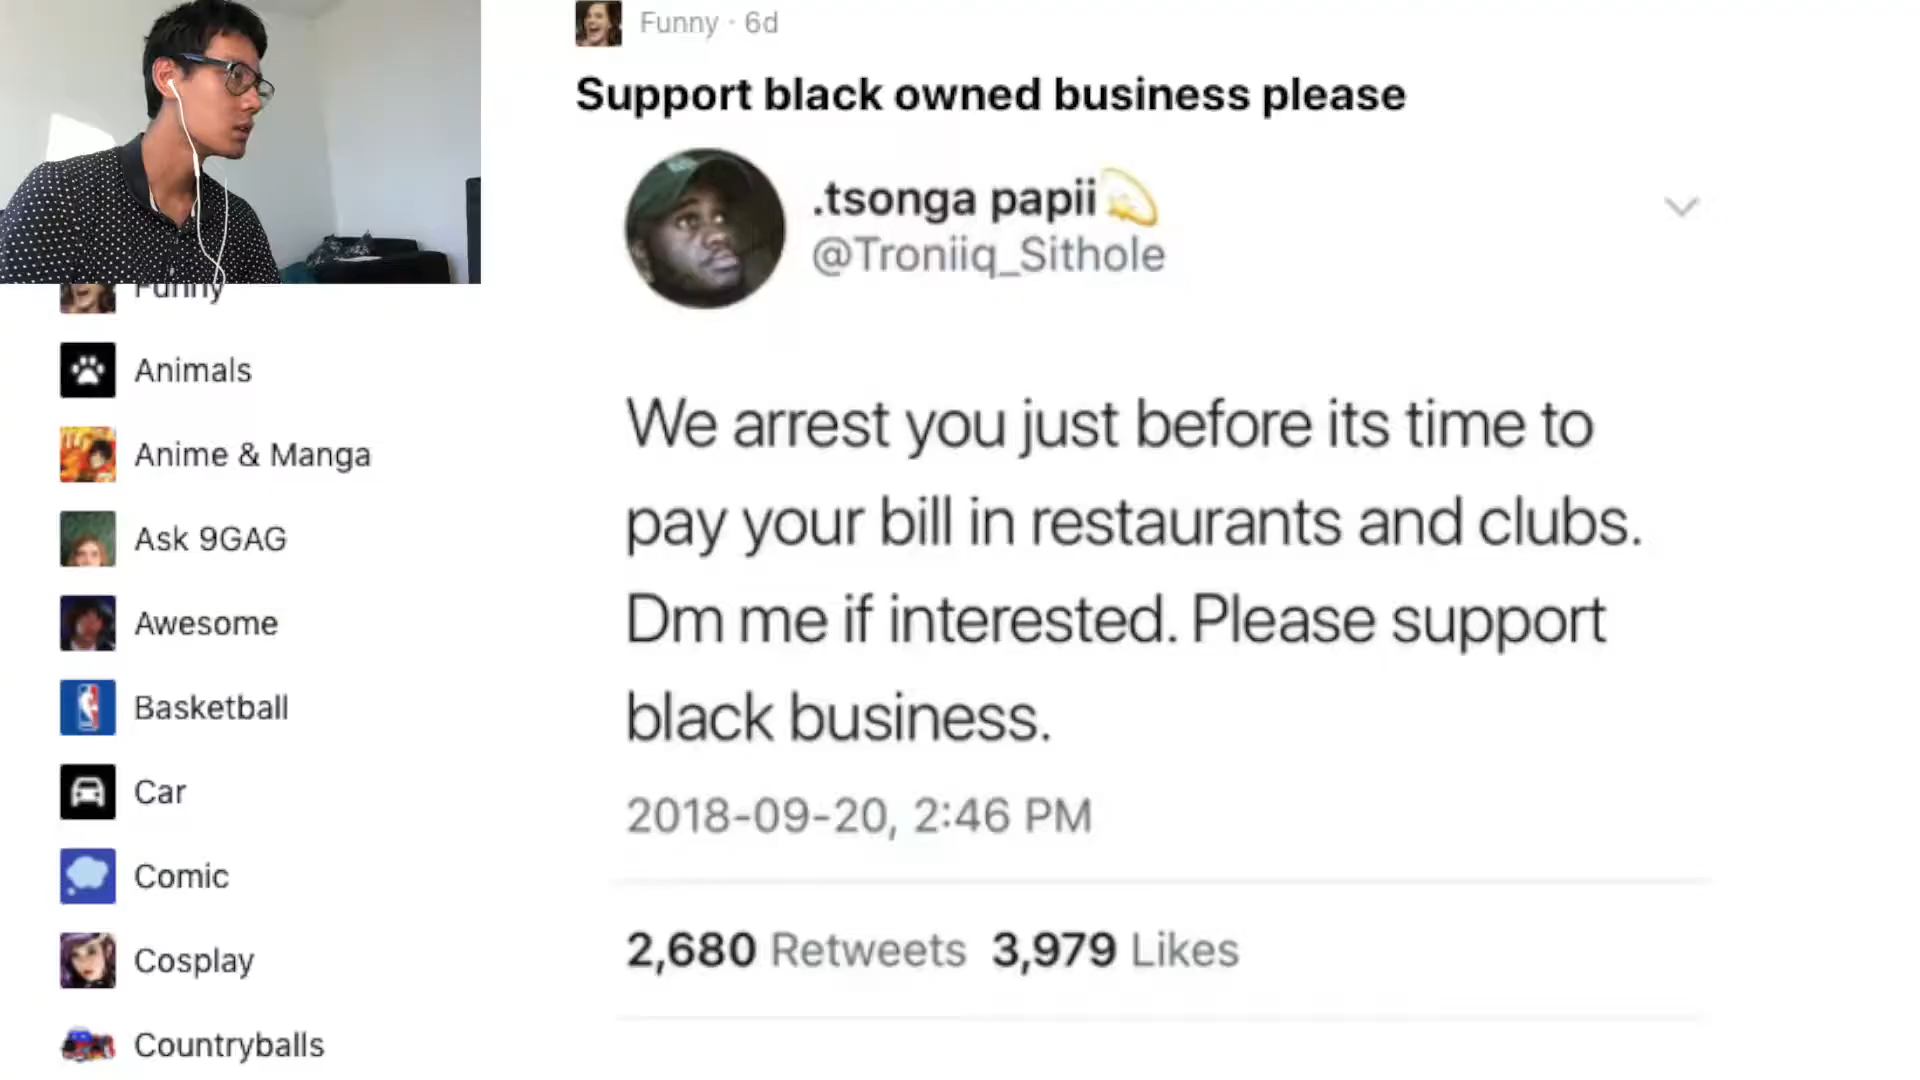 Funny · 6d
Support black owned business please
.tsonga papii
@Troniiq_Sithole
We arrest you just before its time to
pay your bill in restaurants and clubs.
Dm me if interested. Please support
black business.
2018-09-20, 2:46 PM
2,680 Retweets 3,979 Likes
Funny
Animals
Anime & Manga
Ask 9GAG
Awesome
Basketball
Car
Comic
Cosplay
Countryballs